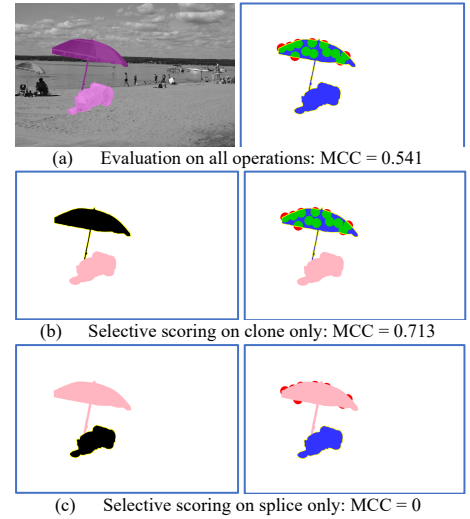 (a) Evaluation on all operations: MCC = 0.541
(b) Selective scoring on clone only: MCC = 0.713
(c) Selective scoring on splice only: MCC = 0